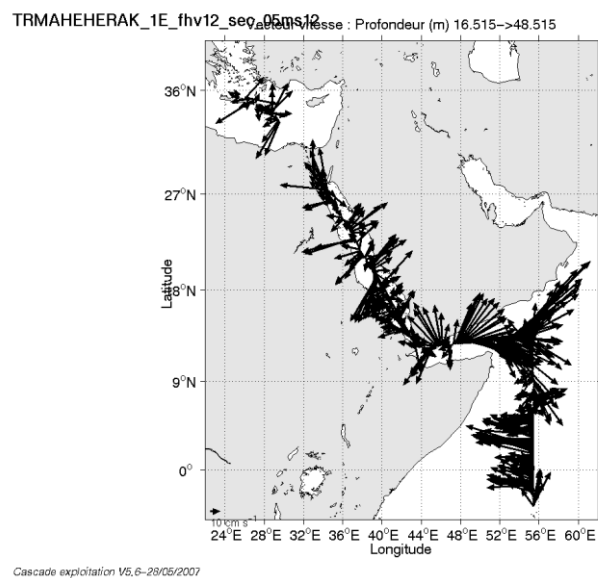 TRMAHEHERAK_1E_fhv12_sec_05ms12
Vecteur vitesse : Profondeur (m) 16.515-->48.515
36°N
27°N
18°N
9°N
0°
Latitude
10 cm s⁻¹
24°E 28°E 32°E 36°E 40°E 44°E 48°E 52°E 56°E 60°E
Longitude
Cascade exploitation V5,6-28/05/2007